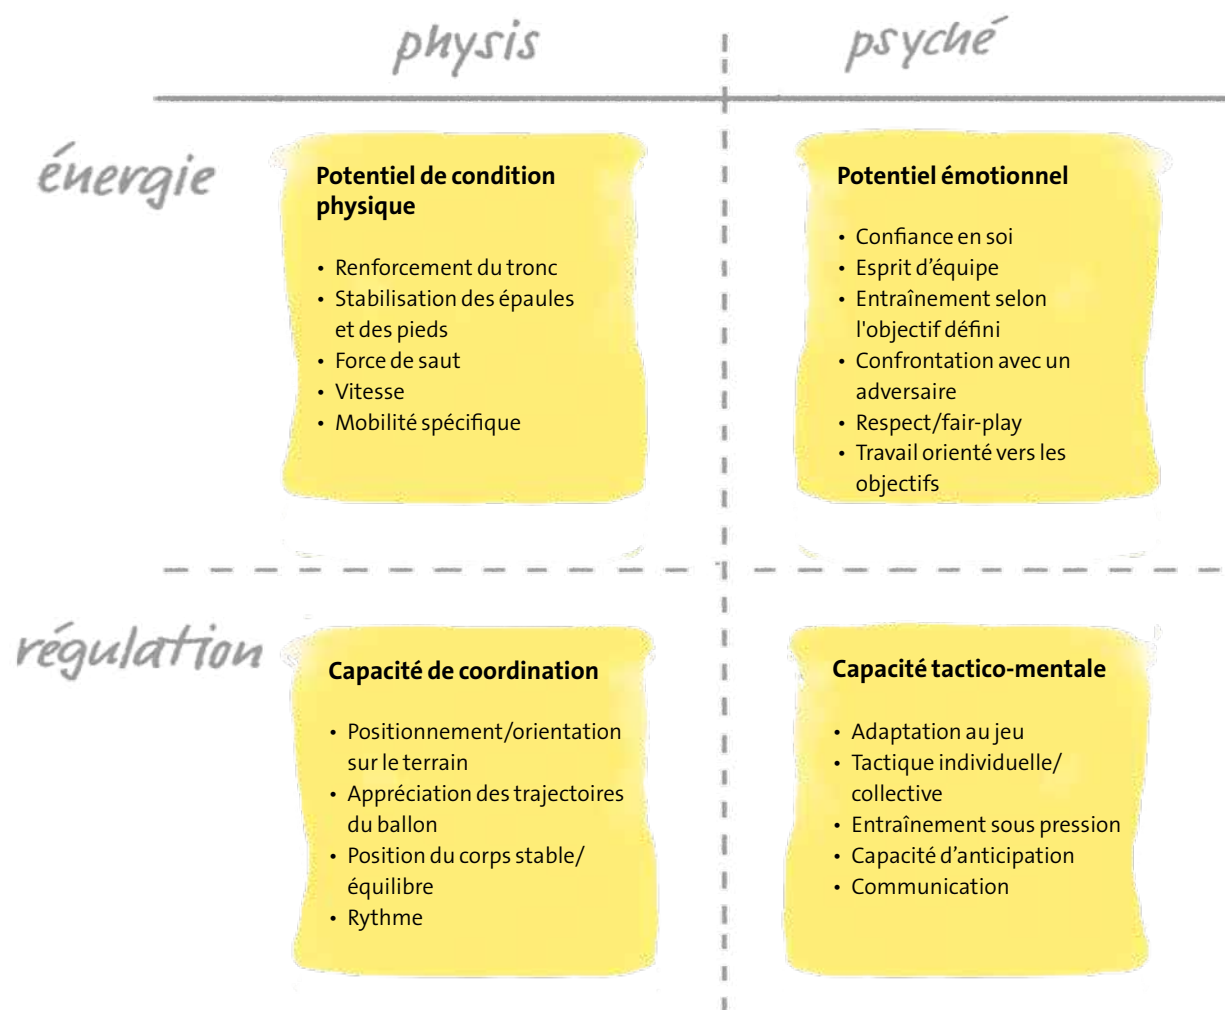 physis
psyché
énergie
Potentiel de condition
physique
• Renforcement du tronc
• Stabilisation des épaules
et des pieds
• Force de saut
• Vitesse
• Mobilité spécifique
Potentiel émotionnel
• Confiance en soi
• Esprit d’équipe
• Entraînement selon
l'objectif défini
• Confrontation avec un
adversaire
• Respect/fair-play
• Travail orienté vers les
objectifs
régulation
Capacité de coordination
• Positionnement/orientation
sur le terrain
• Appréciation des trajectoires
du ballon
• Position du corps stable/
équilibre
• Rythme
Capacité tactico-mentale
• Adaptation au jeu
• Tactique individuelle/
collective
• Entraînement sous pression
• Capacité d’anticipation
• Communication